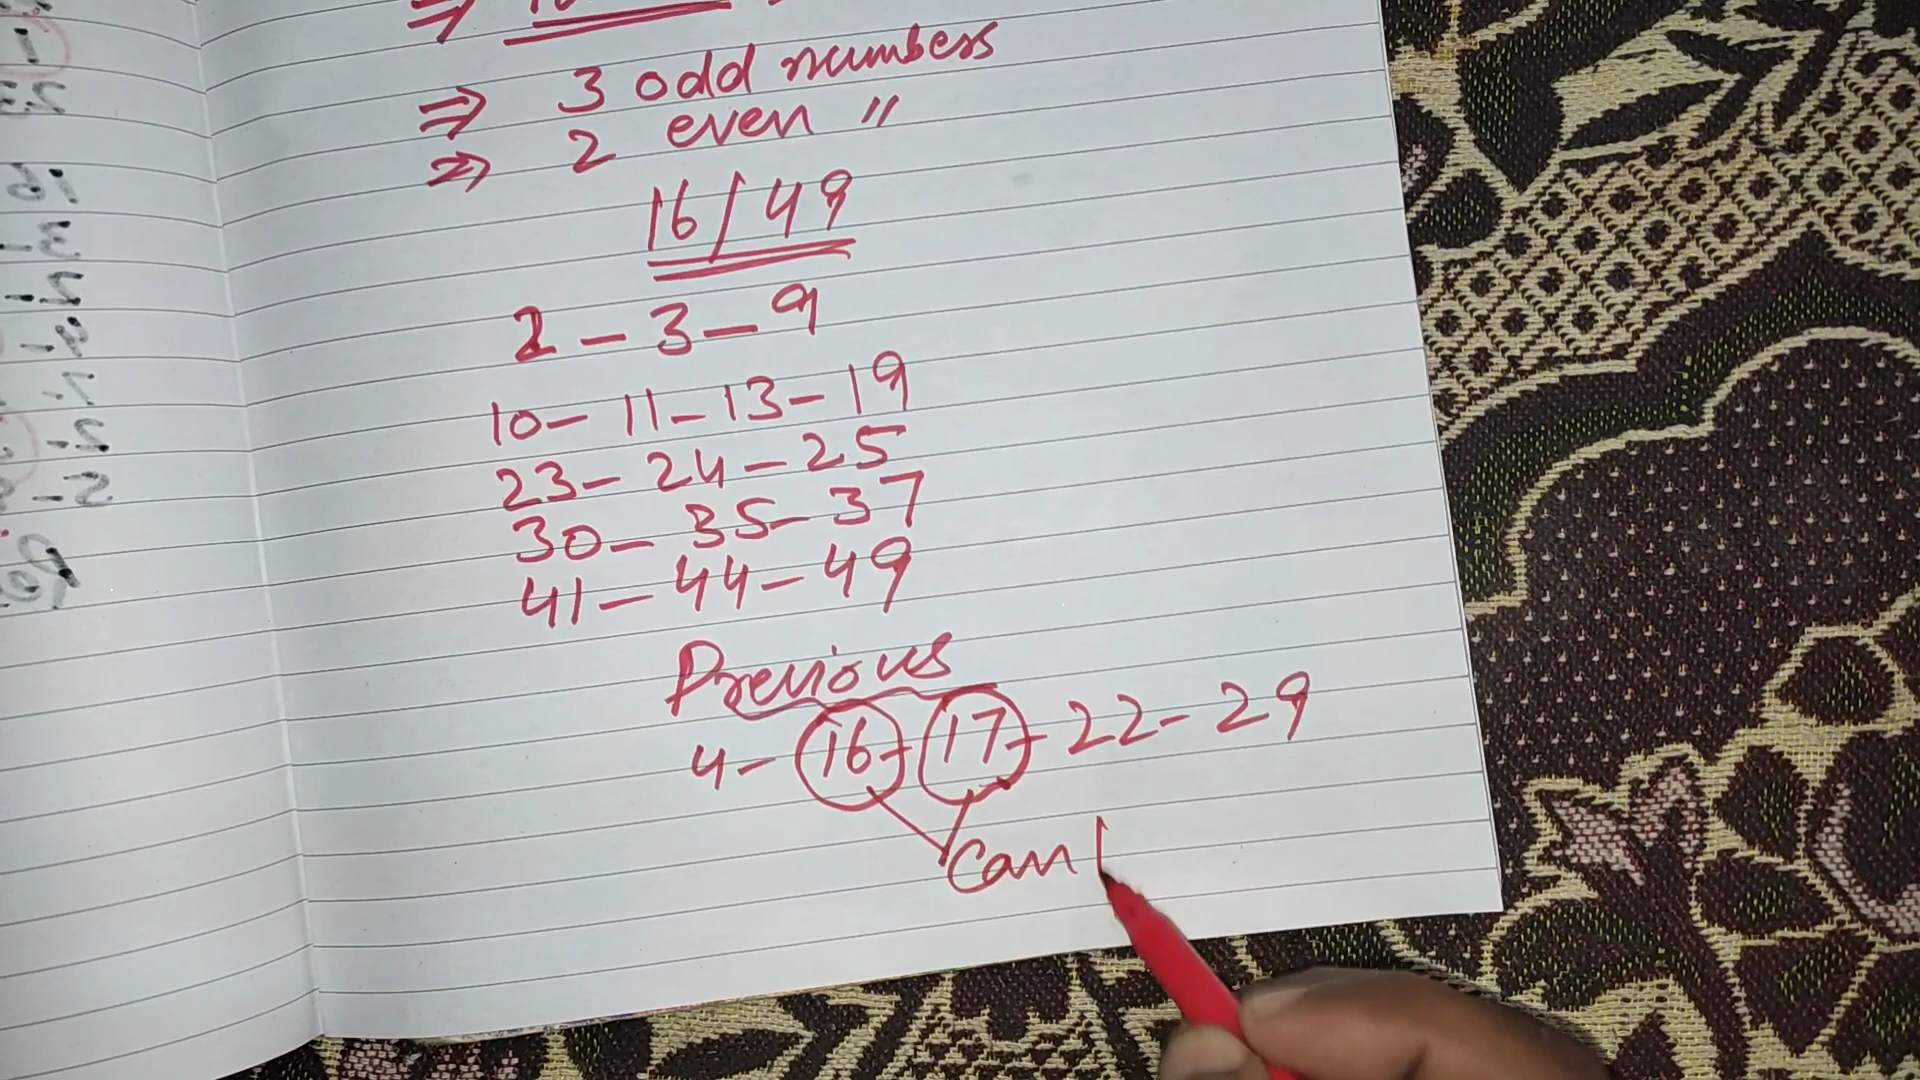 ⇒ 3 odd numbers
⇒ 2 even "
16/49
2 - 3 - 9
10 - 11 - 13 - 19
23 - 24 - 25
30 - 35 - 37
41 - 44 - 49
Previous
4 - 16 - 17 - 22 - 29
can